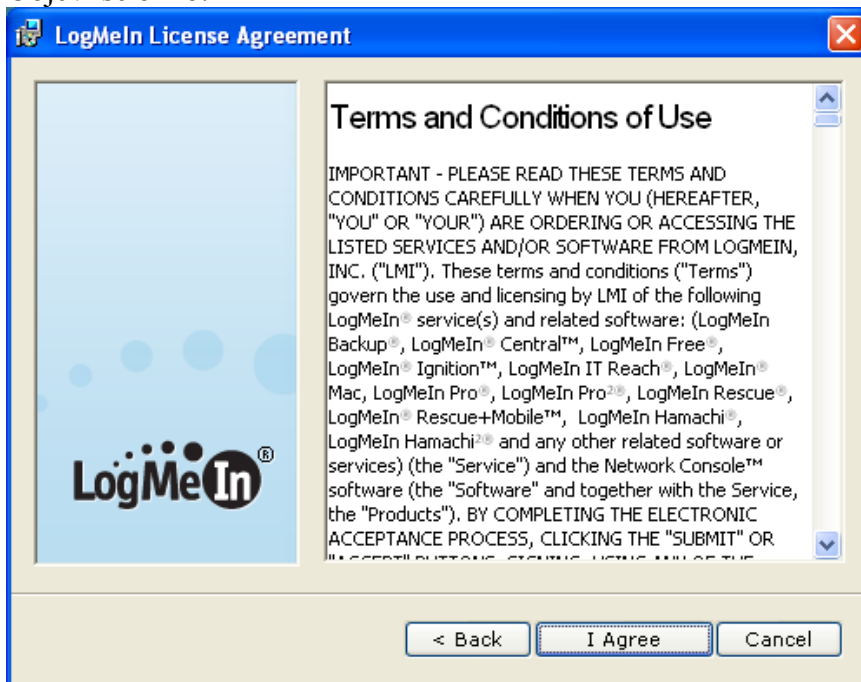 LogMeIn License Agreement
Terms and Conditions of Use
IMPORTANT - PLEASE READ THESE TERMS AND
CONDITIONS CAREFULLY WHEN YOU (HEREAFTER,
"YOU" OR "YOUR") ARE ORDERING OR ACCESSING THE
LISTED SERVICES AND/OR SOFTWARE FROM LOGMEIN,
INC. ("LMI"). These terms and conditions ("Terms")
govern the use and licensing by LMI of the following
LogMeIn® service(s) and related software: (LogMeIn
Backup®, LogMeIn® Central™, LogMeIn Free®,
LogMeIn® Ignition™, LogMeIn IT Reach®, LogMeIn®
Mac, LogMeIn Pro®, LogMeIn Pro²®, LogMeIn Rescue®,
LogMeIn® Rescue+Mobile™, LogMeIn Hamachi®,
LogMeIn Hamachi²® and any other related software or
services) (the "Service") and the Network Console™
software (the "Software" and together with the Service,
the "Products"). BY COMPLETING THE ELECTRONIC
ACCEPTANCE PROCESS, CLICKING THE "SUBMIT" OR
LogMeIn®
< Back
I Agree
Cancel